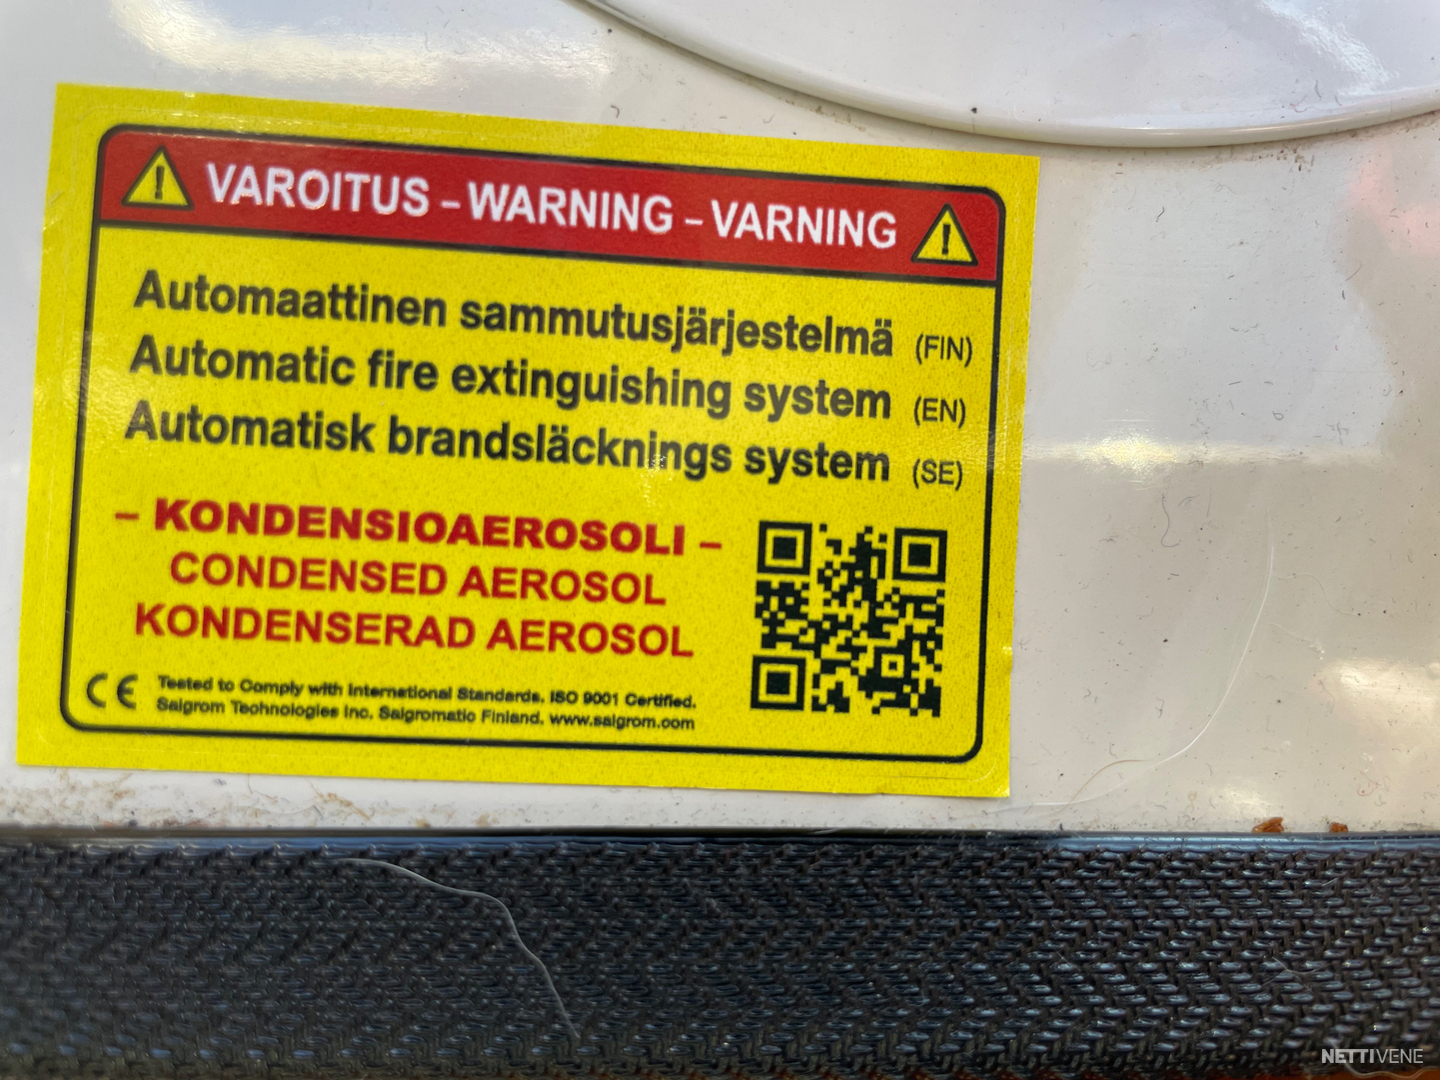 VAROITUS – WARNING – VARNING
Automaattinen sammutusjärjestelmä (FIN)
Automatic fire extinguishing system (EN)
Automatisk brandsläcknings system (SE)
– KONDENSIOAEROSOLI –
CONDENSED AEROSOL
KONDENSERAD AEROSOL
CE Tested to Comply with International Standards. ISO 9001 Certified.
Salgrom Technologies Inc. Salgromatic Finland. www.salgrom.com
NETTIVENE